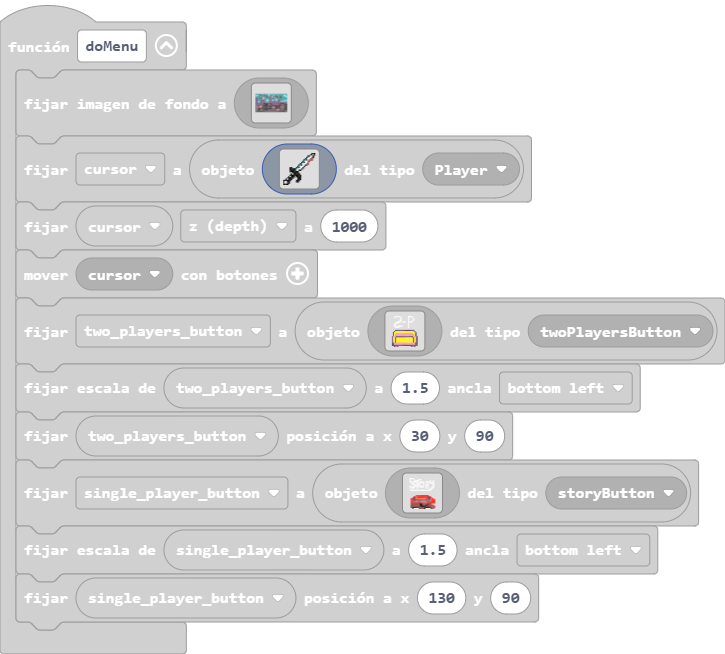 función doMenu
fijar imagen de fondo a
fijar cursor a objeto del tipo Player
fijar cursor z (depth) a 1000
mover cursor con botones
fijar two_players_button a objeto 2-P del tipo twoPlayersButton
fijar escala de two_players_button a 1.5 ancla bottom left
fijar two_players_button posición a x 30 y 90
fijar single_player_button a objeto Story del tipo storyButton
fijar escala de single_player_button a 1.5 ancla bottom left
fijar single_player_button posición a x 130 y 90